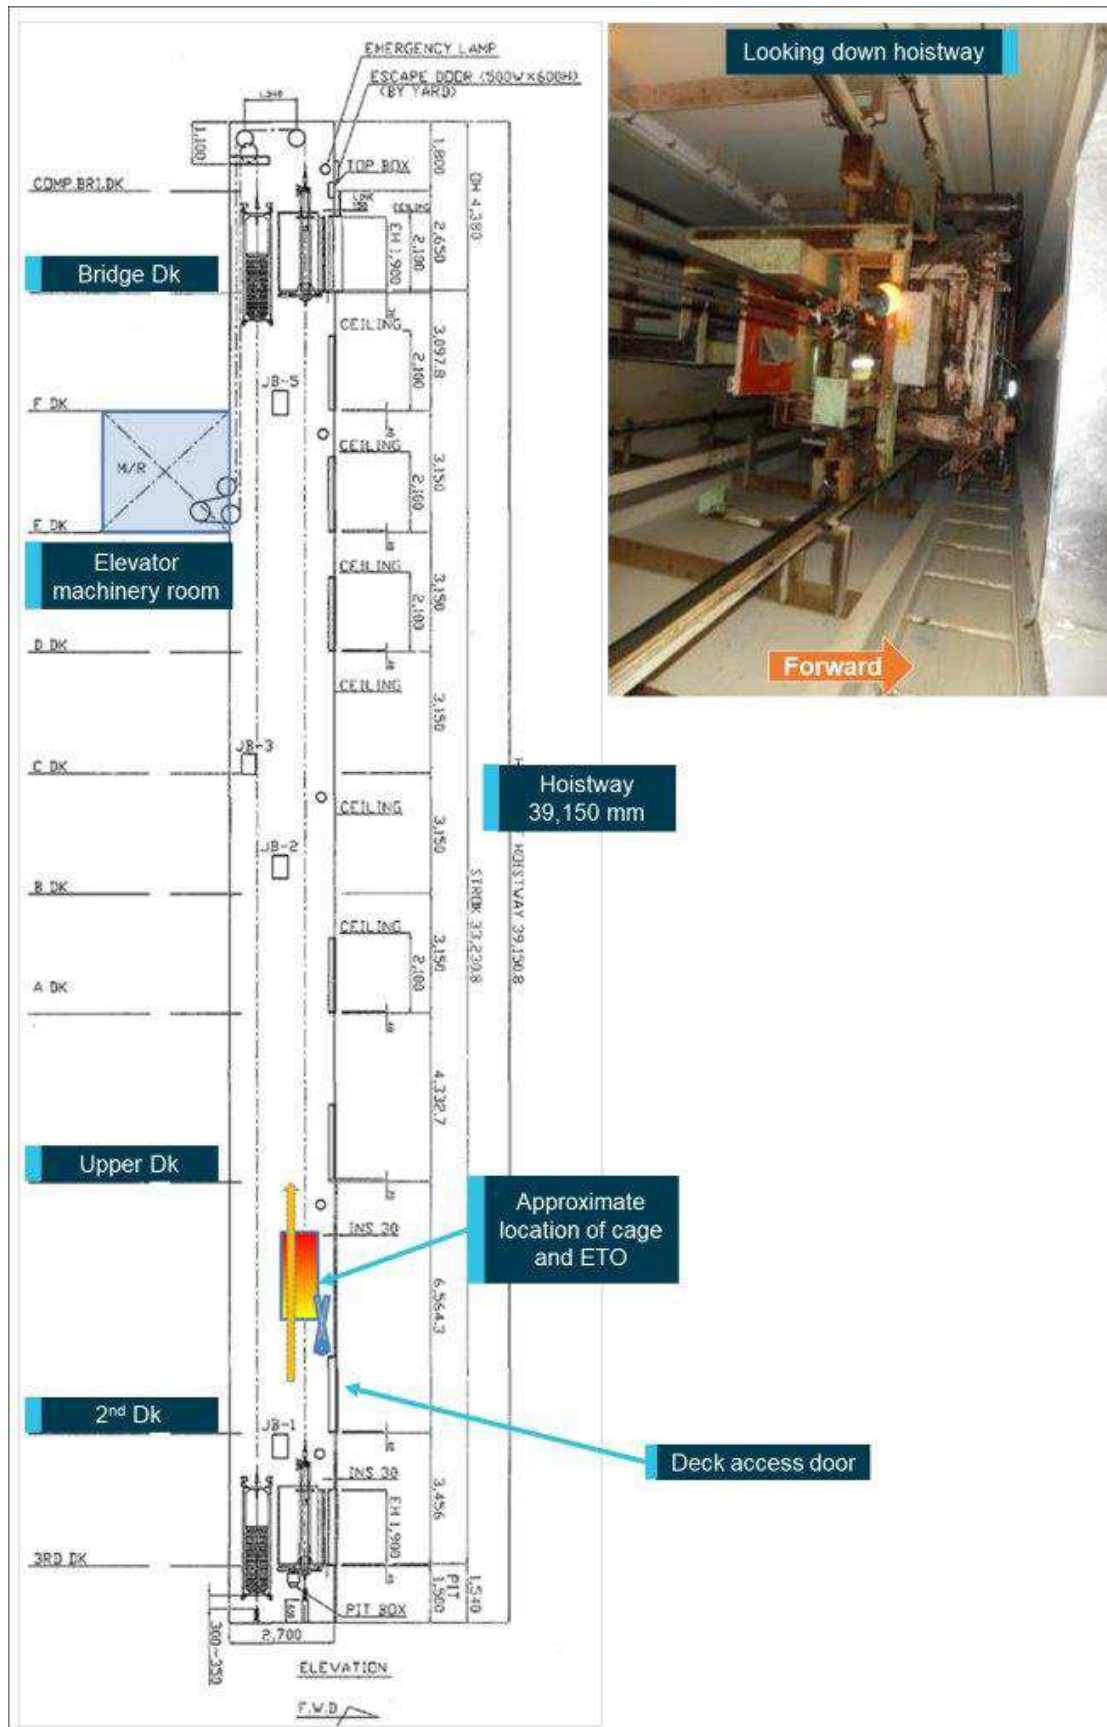 EMERGENCY LAMP
ESCAPE DOOR (500W×600H)
(BY YARD)
Looking down hoistway
1,100
TOP BOX
1,800
COMP.BRI.DK
OH 4,380
CEILING
Bridge Dk
EH 1,900
2,100
2,650
CEILING
3,097.8
2,100
JB-5
F DK
CEILING
M/R
3,150
2,100
E DK
Elevator
machinery room
CEILING
3,150
2,100
D DK
CEILING
3,150
Forward
JB-3
C DK
Hoistway
39,150 mm
CEILING
3,150
JB-2
B DK
STROK 33,230.8
HOISTWAY 39,150.8
CEILING
3,150
2,100
A DK
4,332.7
Upper Dk
Approximate
location of cage
and ETO
INS 30
6,564.3
2nd Dk
JB-1
Deck access door
INS 30
EH 1,900
3,456
3RD DK
PIT
1,500
1,540
PIT BOX
300~350
2,700
ELEVATION
F.W.D